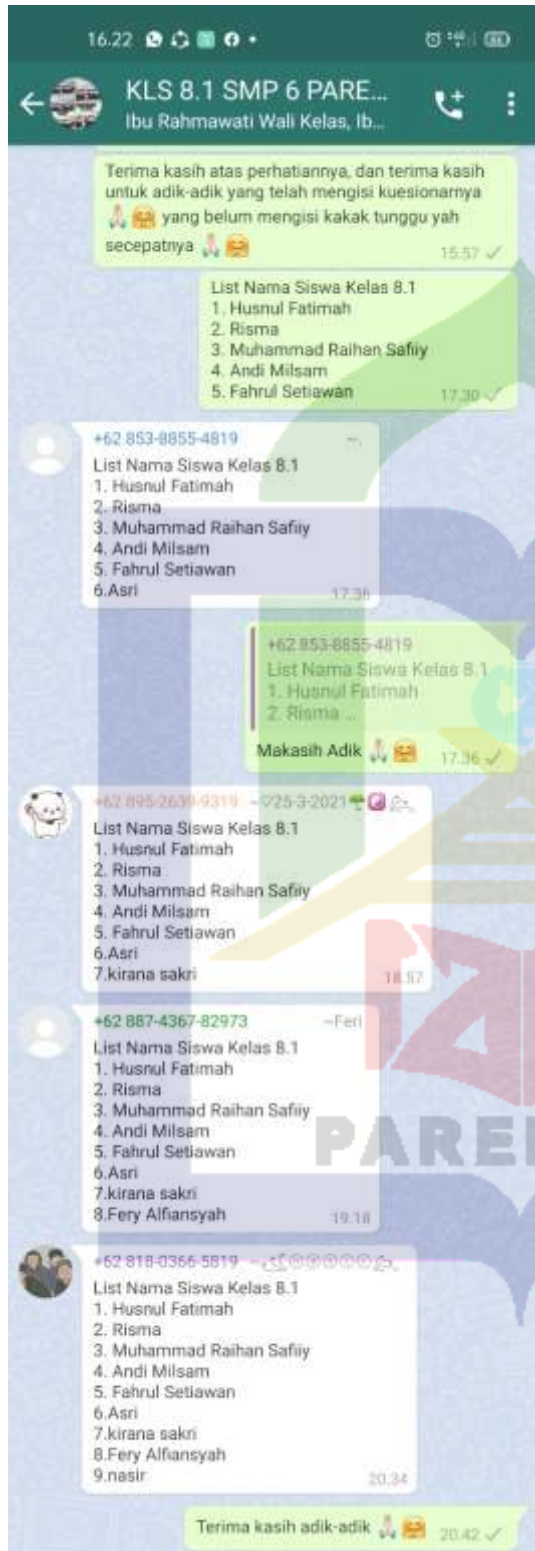 16.22
KLS 8.1 SMP 6 PARE...
Ibu Rahmawati Wali Kelas, Ib...
Terima kasih atas perhatiannya, dan terima kasih
untuk adik-adik yang telah mengisi kuesionarnya
🙏🤗 yang belum mengisi kakak tunggu yah
secepatnya 🙏🤗
15.57
List Nama Siswa Kelas 8.1
1. Husnul Fatimah
2. Risma
3. Muhammad Raihan Safiiy
4. Andi Milsam
5. Fahrul Setiawan
17.30
+62 853-8855-4819 ~.
List Nama Siswa Kelas 8.1
1. Husnul Fatimah
2. Risma
3. Muhammad Raihan Safiiy
4. Andi Milsam
5. Fahrul Setiawan
6.Asri
17.36
+62 853-8855-4819
List Nama Siswa Kelas 8.1
1. Husnul Fatimah
2. Risma ...
Makasih Adik 🙏🤗
17.36
+62 895-2639-9319 ~♡25-3-2021
List Nama Siswa Kelas 8.1
1. Husnul Fatimah
2. Risma
3. Muhammad Raihan Safiiy
4. Andi Milsam
5. Fahrul Setiawan
6.Asri
7.kirana sakri
18.57
+62 887-4367-82973 ~Feri
List Nama Siswa Kelas 8.1
1. Husnul Fatimah
2. Risma
3. Muhammad Raihan Safiiy
4. Andi Milsam
5. Fahrul Setiawan
6.Asri
7.kirana sakri
8.Fery Alfiansyah
19.18
PARE
+62 818-0366-5819
List Nama Siswa Kelas 8.1
1. Husnul Fatimah
2. Risma
3. Muhammad Raihan Safiiy
4. Andi Milsam
5. Fahrul Setiawan
6.Asri
7.kirana sakri
8.Fery Alfiansyah
9.nasir
20.34
Terima kasih adik-adik 🙏🤗
20.42